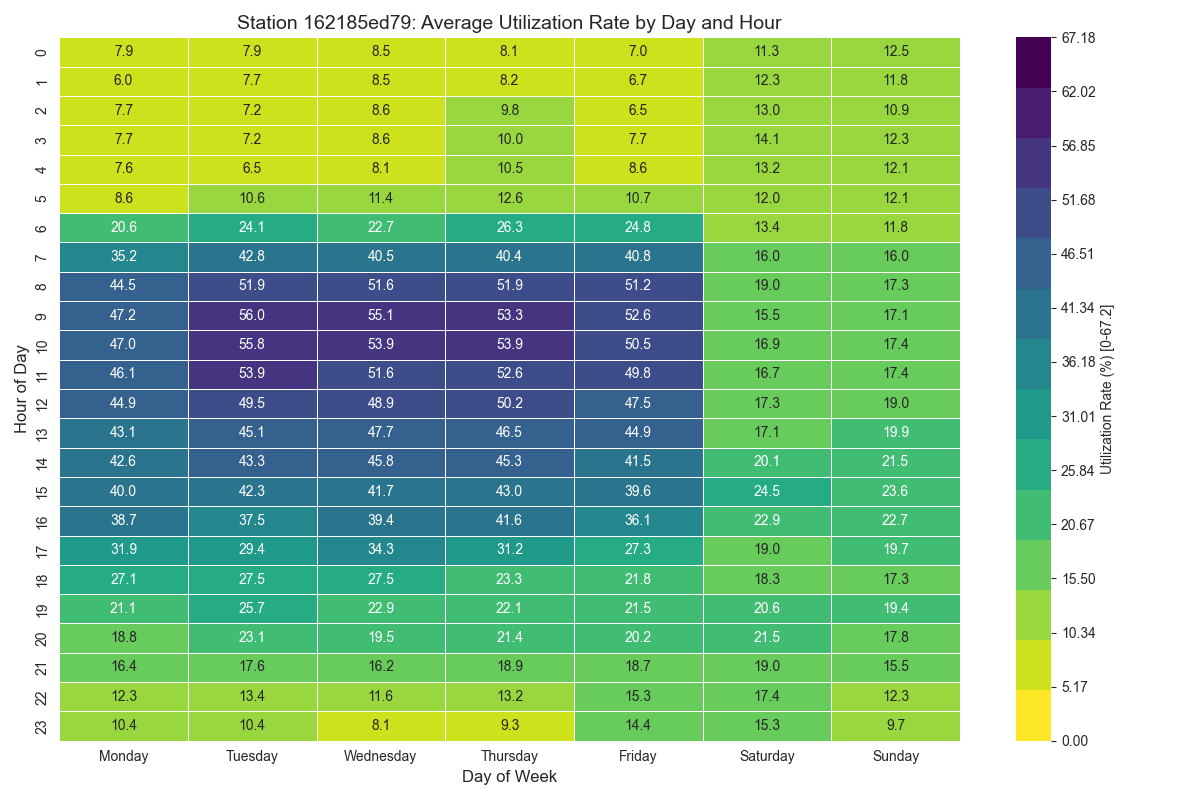 Station 162185ed79: Average Utilization Rate by Day and Hour
0 7.9 7.9 8.5 8.1 7.0 11.3 12.5
1 6.0 7.7 8.5 8.2 6.7 12.3 11.8
2 7.7 7.2 8.6 9.8 6.5 13.0 10.9
3 7.7 7.2 8.6 10.0 7.7 14.1 12.3
4 7.6 6.5 8.1 10.5 8.6 13.2 12.1
5 8.6 10.6 11.4 12.6 10.7 12.0 12.1
6 20.6 24.1 22.7 26.3 24.8 13.4 11.8
7 35.2 42.8 40.5 40.4 40.8 16.0 16.0
8 44.5 51.9 51.6 51.9 51.2 19.0 17.3
9 47.2 56.0 55.1 53.3 52.6 15.5 17.1
10 47.0 55.8 53.9 53.9 50.5 16.9 17.4
11 46.1 53.9 51.6 52.6 49.8 16.7 17.4
12 44.9 49.5 48.9 50.2 47.5 17.3 19.0
13 43.1 45.1 47.7 46.5 44.9 17.1 19.9
14 42.6 43.3 45.8 45.3 41.5 20.1 21.5
15 40.0 42.3 41.7 43.0 39.6 24.5 23.6
16 38.7 37.5 39.4 41.6 36.1 22.9 22.7
17 31.9 29.4 34.3 31.2 27.3 19.0 19.7
18 27.1 27.5 27.5 23.3 21.8 18.3 17.3
19 21.1 25.7 22.9 22.1 21.5 20.6 19.4
20 18.8 23.1 19.5 21.4 20.2 21.5 17.8
21 16.4 17.6 16.2 18.9 18.7 19.0 15.5
22 12.3 13.4 11.6 13.2 15.3 17.4 12.3
23 10.4 10.4 8.1 9.3 14.4 15.3 9.7
Monday Tuesday Wednesday Thursday Friday Saturday Sunday
Day of Week
Hour of Day
67.18
62.02
56.85
51.68
46.51
41.34
36.18
31.01
25.84
20.67
15.50
10.34
5.17
0.00
Utilization Rate (%) [0-67.2]